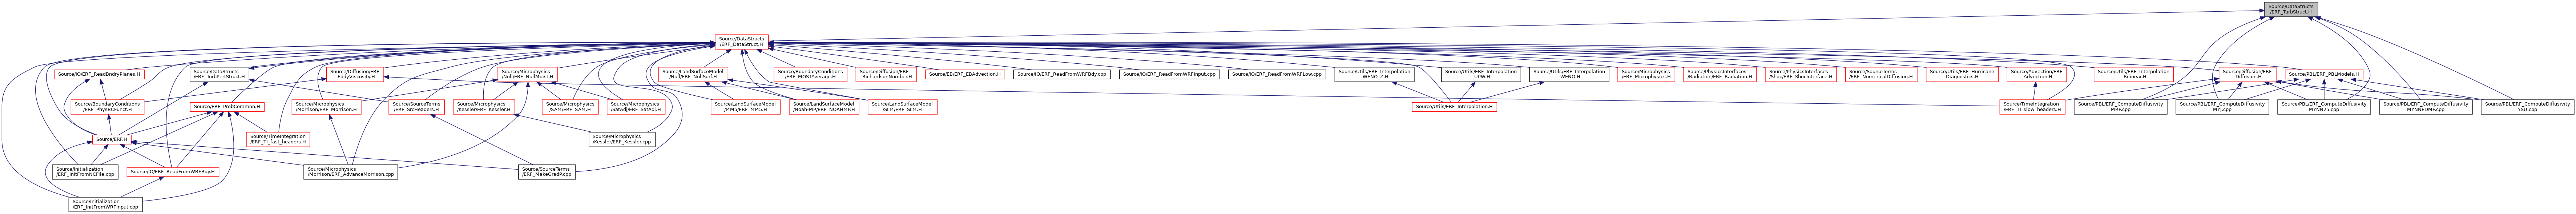 Source/DataStructs
/ERF_TurbStruct.H
Source/DataStructs
/ERF_DataStruct.H
Source/IO/ERF_ReadBndryPlanes.H
Source/DataStructs
/ERF_TurbPertStruct.H
Source/Diffusion/ERF
_EddyViscosity.H
Source/Microphysics
/Null/ERF_NullMoist.H
Source/LandSurfaceModel
/Null/ERF_NullSurf.H
Source/BoundaryConditions
/ERF_MOSTAverage.H
Source/Diffusion/ERF
_RichardsonNumber.H
Source/EB/ERF_EBAdvection.H
Source/IO/ERF_ReadFromWRFBdy.cpp
Source/IO/ERF_ReadFromWRFInput.cpp
Source/IO/ERF_ReadFromWRFLow.cpp
Source/Utils/ERF_Interpolation
_WENO_Z.H
Source/Utils/ERF_Interpolation
_UPW.H
Source/Utils/ERF_Interpolation
_WENO.H
Source/Microphysics
/ERF_Microphysics.H
Source/PhysicsInterfaces
/Radiation/ERF_Radiation.H
Source/PhysicsInterfaces
/Shoc/ERF_ShocInterface.H
Source/SourceTerms
/ERF_NumericalDiffusion.H
Source/Utils/ERF_Hurricane
_Diagnostics.H
Source/Advection/ERF
_Advection.H
Source/Utils/ERF_Interpolation
_Bilinear.H
Source/Diffusion/ERF
_Diffusion.H
Source/PBL/ERF_PBLModels.H
Source/BoundaryConditions
/ERF_PhysBCFunct.H
Source/ERF_ProbCommon.H
Source/Microphysics
/Morrison/ERF_Morrison.H
Source/SourceTerms
/ERF_SrcHeaders.H
Source/Microphysics
/Kessler/ERF_Kessler.H
Source/Microphysics
/SAM/ERF_SAM.H
Source/Microphysics
/SatAdj/ERF_SatAdj.H
Source/LandSurfaceModel
/MM5/ERF_MM5.H
Source/LandSurfaceModel
/Noah-MP/ERF_NOAHMP.H
Source/LandSurfaceModel
/SLM/ERF_SLM.H
Source/Utils/ERF_Interpolation.H
Source/TimeIntegration
/ERF_TI_slow_headers.H
Source/PBL/ERF_ComputeDiffusivity
MRF.cpp
Source/PBL/ERF_ComputeDiffusivity
MYJ.cpp
Source/PBL/ERF_ComputeDiffusivity
MYNN25.cpp
Source/PBL/ERF_ComputeDiffusivity
MYNNEDMF.cpp
Source/PBL/ERF_ComputeDiffusivity
YSU.cpp
Source/ERF.H
Source/TimeIntegration
/ERF_TI_fast_headers.H
Source/Microphysics
/Kessler/ERF_Kessler.cpp
Source/Initialization
/ERF_InitFromNCFile.cpp
Source/IO/ERF_ReadFromWRFBdy.H
Source/Microphysics
/Morrison/ERF_AdvanceMorrison.cpp
Source/SourceTerms
/ERF_MakeGradP.cpp
Source/Initialization
/ERF_InitFromWRFInput.cpp